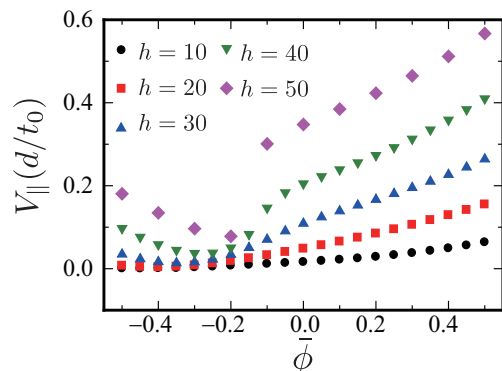 0.6
0.4
0.2
0.0
V∥(d/t₀)
h = 10
h = 20
h = 30
h = 40
h = 50
−0.4 −0.2 0.0 0.2 0.4
ϕ̄